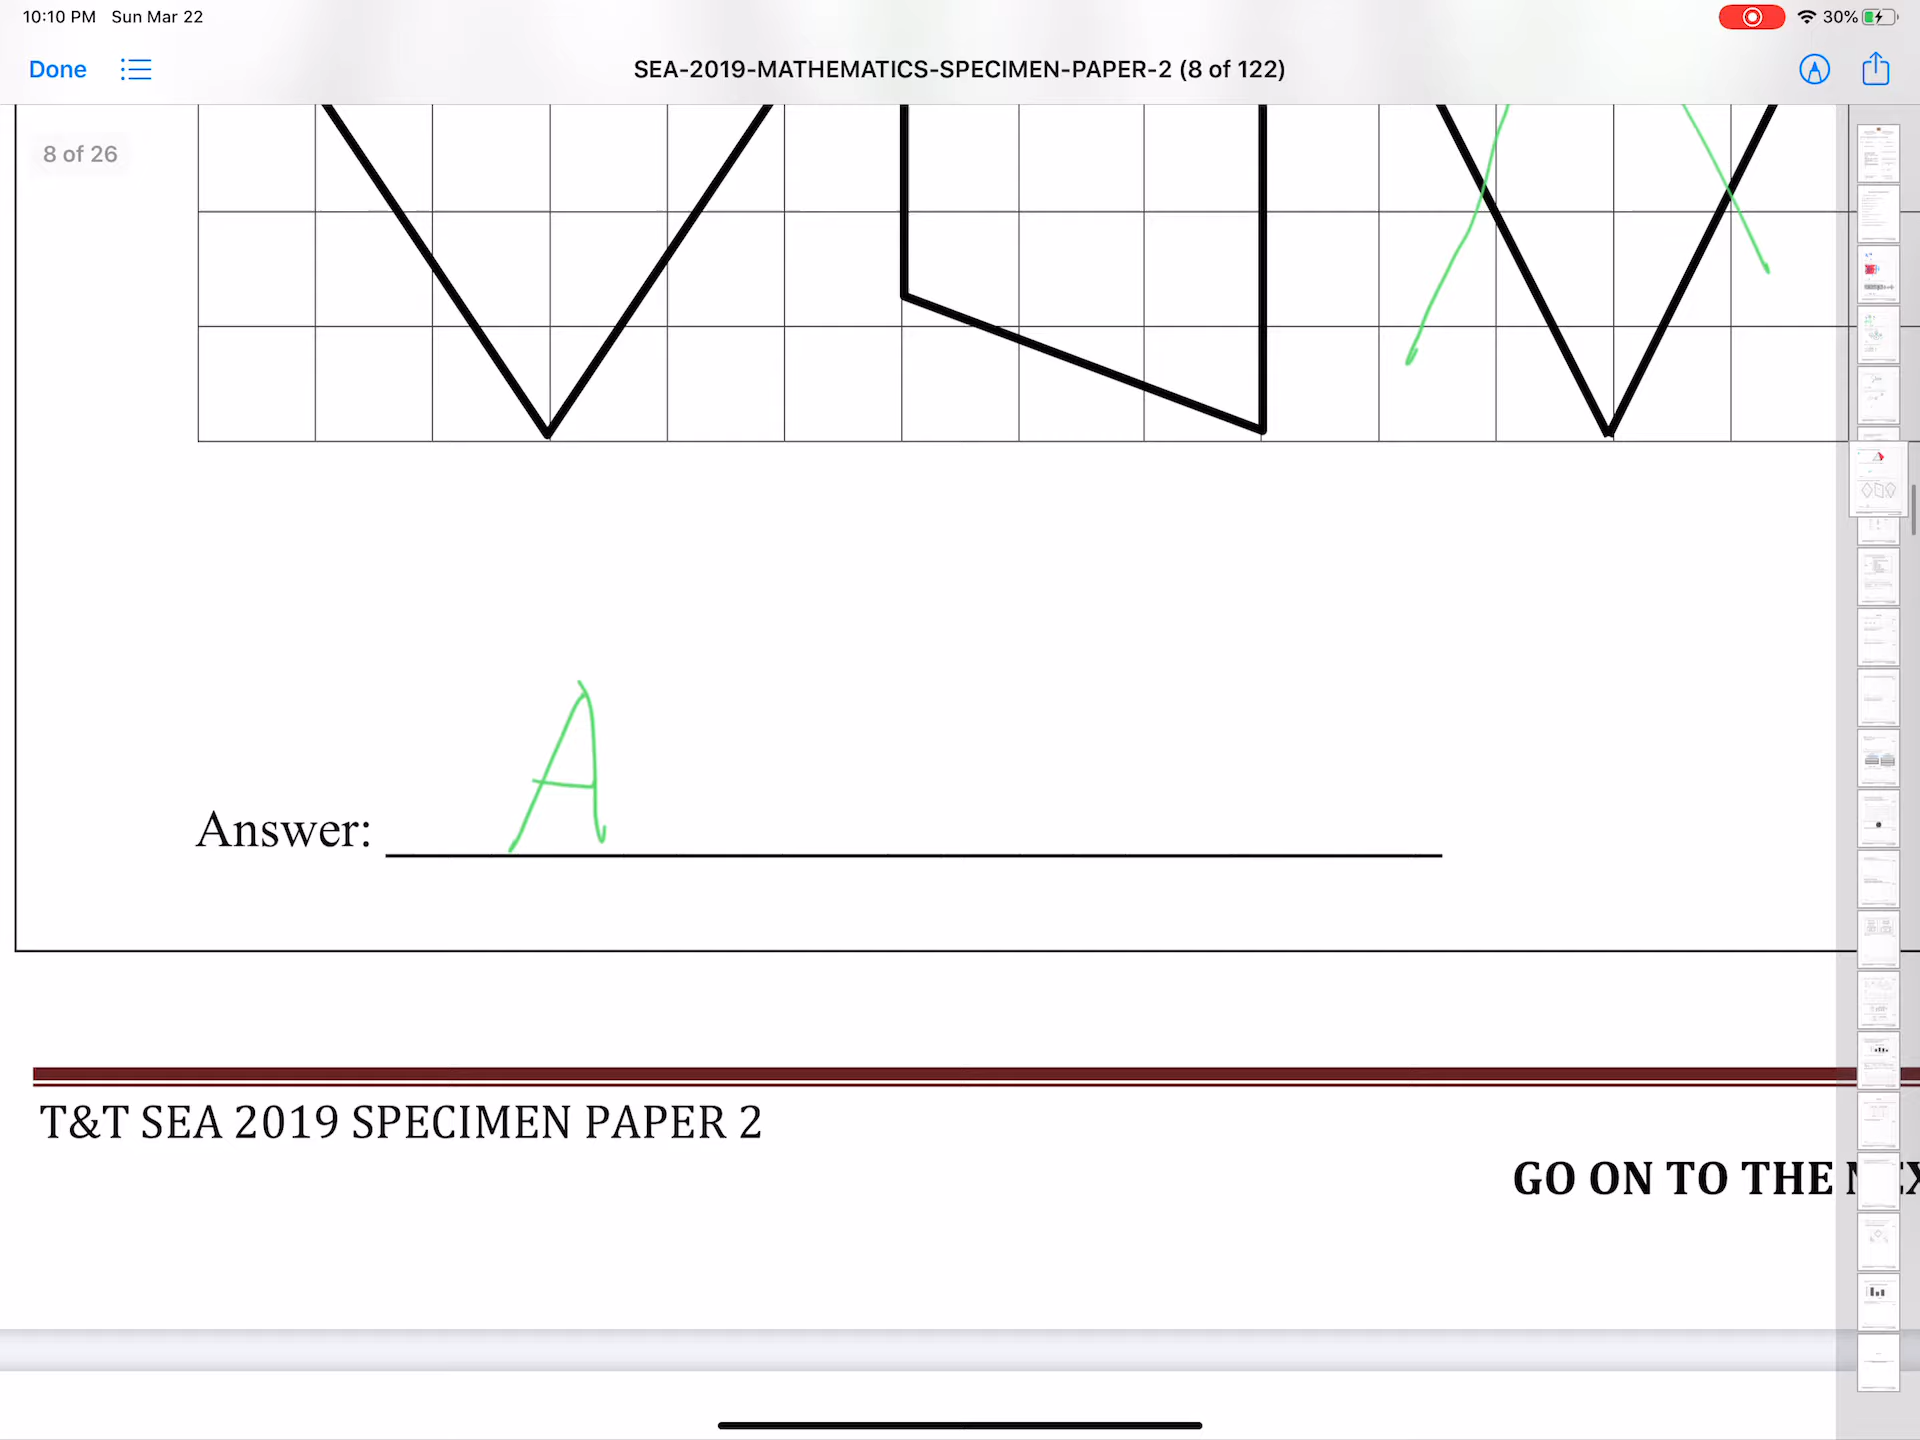 10:10 PM Sun Mar 22
30%
Done
SEA-2019-MATHEMATICS-SPECIMEN-PAPER-2 (8 of 122)
8 of 26
A
Answer:
T&T SEA 2019 SPECIMEN PAPER 2
GO ON TO THE